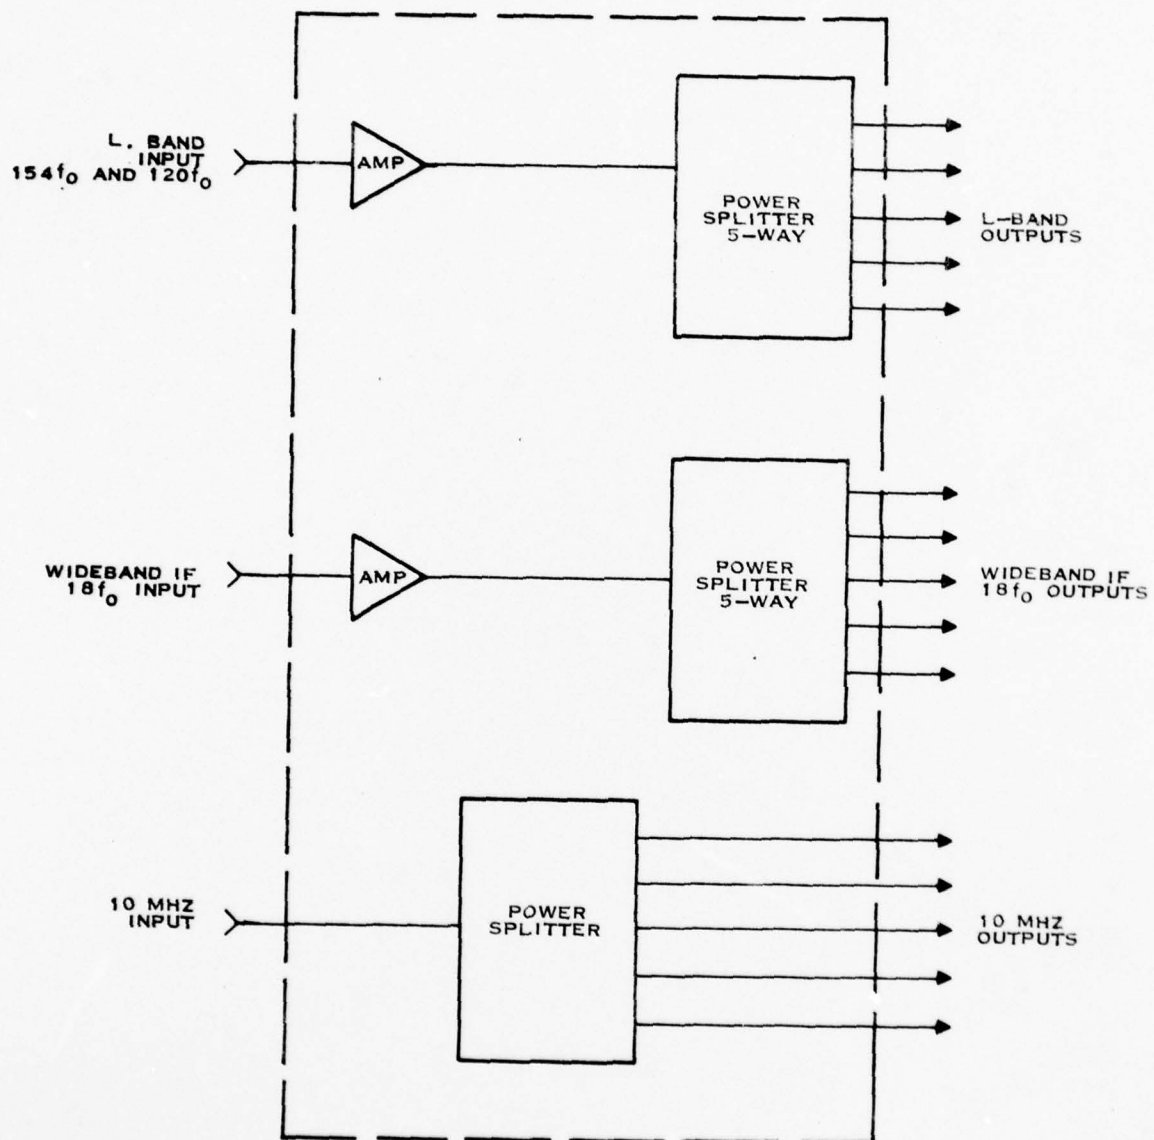 L. BAND
INPUT
154f₀ AND 120f₀
AMP
POWER
SPLITTER
5-WAY
L-BAND
OUTPUTS
WIDEBAND IF
18f₀ INPUT
AMP
POWER
SPLITTER
5-WAY
WIDEBAND IF
18f₀ OUTPUTS
10 MHZ
INPUT
POWER
SPLITTER
10 MHZ
OUTPUTS